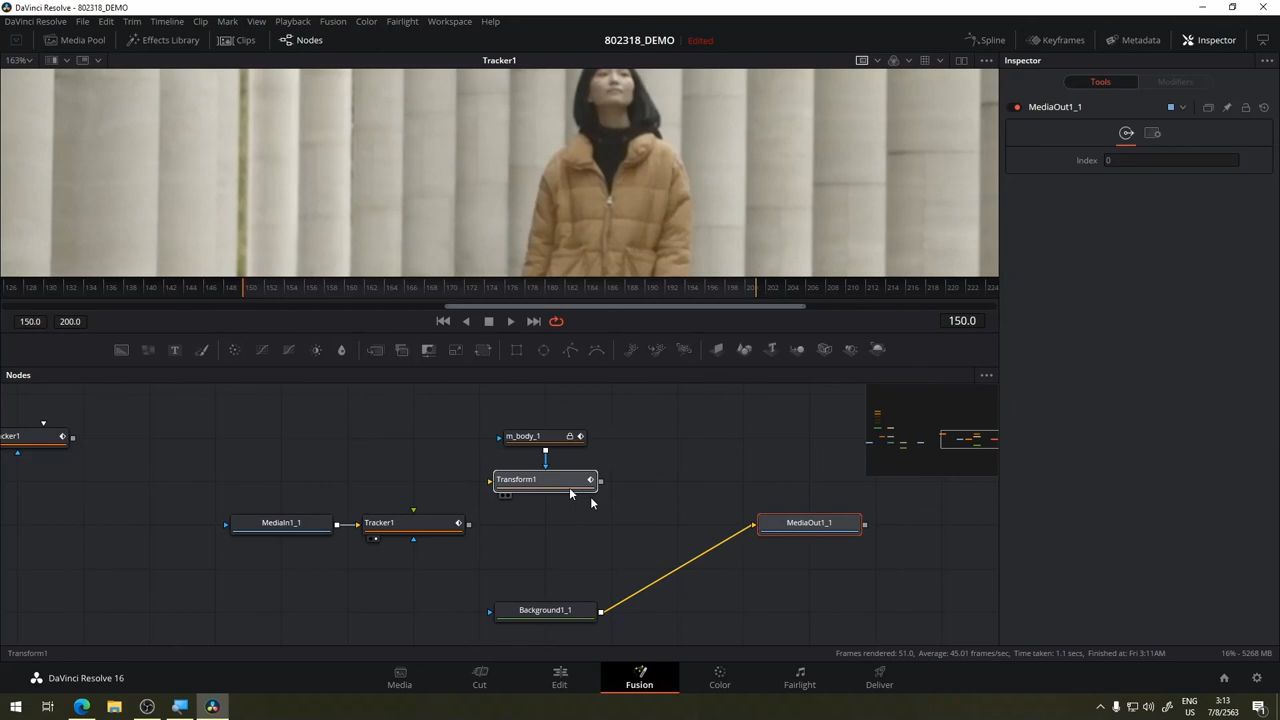 DaVinci Resolve - 802318_DEMO
DaVinci Resolve File Edit Trim Timeline Clip Mark View Playback Fusion Color Fairlight Workspace Help
Media Pool Effects Library Clips Nodes 802318_DEMO Edited Spline Keyframes Metadata Inspector
163% Tracker1 Inspector
Tools Modifiers
MediaOut1_1
Index 0
126 128 130 132 134 136 138 140 142 144 146 148 150 152 154 156 158 160 162 164 166 168 170 172 174 176 178 180 182 184 186 188 190 192 194 196 198 202 204 206 208 210 212 214 216 218 220 222 224
150.0 200.0 150.0
Nodes
m_body_1
Transform1
MediaIn1_1 Tracker1 MediaOut1_1
Background1_1
Transform1 Frames rendered: 51.0, Average: 45.01 frames/sec, Time taken: 1.1 secs, Finished at: Fri 3:11AM 16% - 5268 MB
DaVinci Resolve 16 Media Cut Edit Fusion Color Fairlight Deliver
ENG 3:13
US 7/8/2563